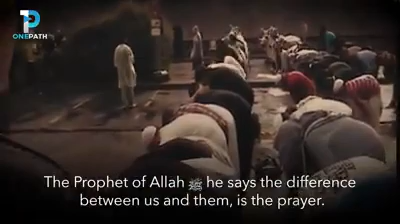 1P
ONEPATH
The Prophet of Allah ﷺ he says the difference
between us and them, is the prayer.